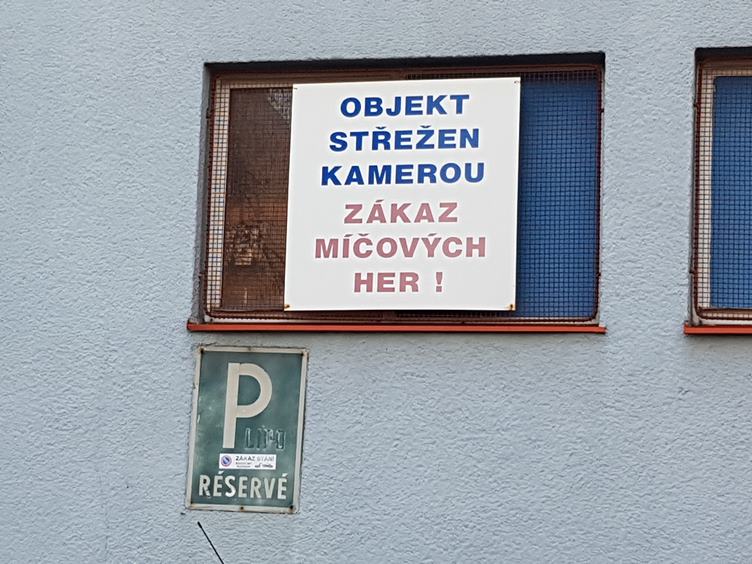 OBJEKT
STŘEŽEN
KAMEROU
ZÁKAZ
MÍČOVÝCH
HER !
P
ZÁKAZ STÁNÍ
RÉSERVÉ